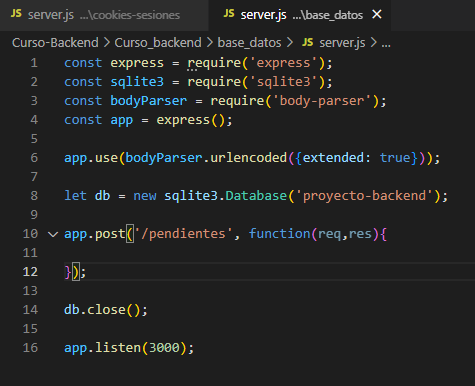 JS server.js ...\cookies-sesiones JS server.js ...\base_datos ×
Curso-Backend > Curso_backend > base_datos > JS server.js > ...
1 const express = require('express');
2 const sqlite3 = require('sqlite3');
3 const bodyParser = require('body-parser');
4 const app = express();
5
6 app.use(bodyParser.urlencoded({extended: true}));
7
8 let db = new sqlite3.Database('proyecto-backend');
9
10 app.post('/pendientes', function(req,res){
11
12 });
13
14 db.close();
15
16 app.listen(3000);